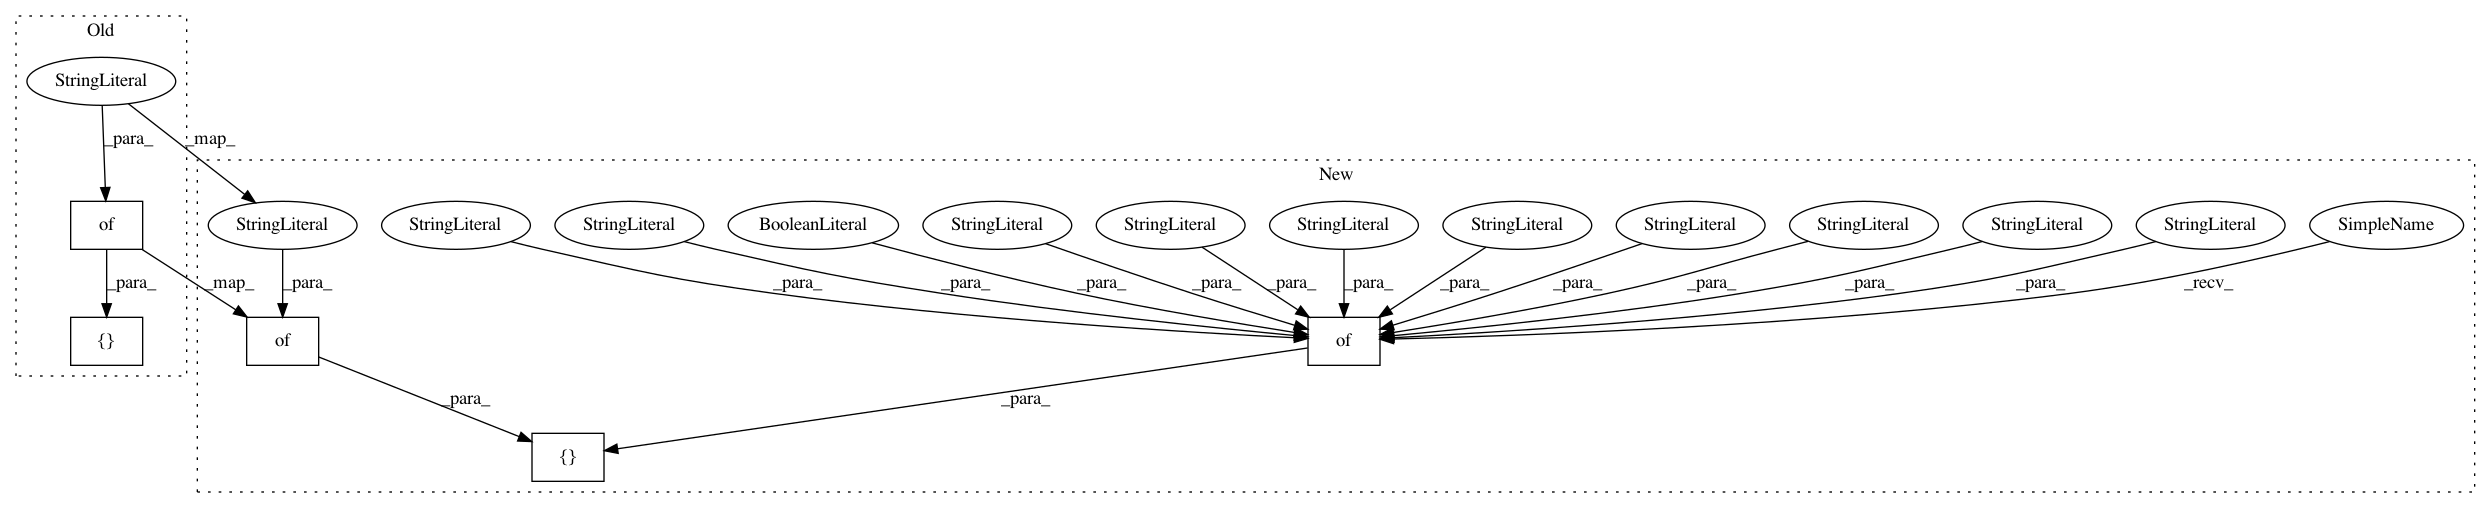 Old
StringLiteral
_para_ _map_
New
of StringLiteral StringLiteral StringLiteral BooleanLiteral StringLiteral StringLiteral StringLiteral StringLiteral StringLiteral StringLiteral StringLiteral StringLiteral SimpleName
_para_ _map_ _para_ _para_ _para_ _para_ _para_ _para_ _para_ _para_ _para_ _para_ _para_ _para_ _recv_
{} of of
_para_ _para_
{}